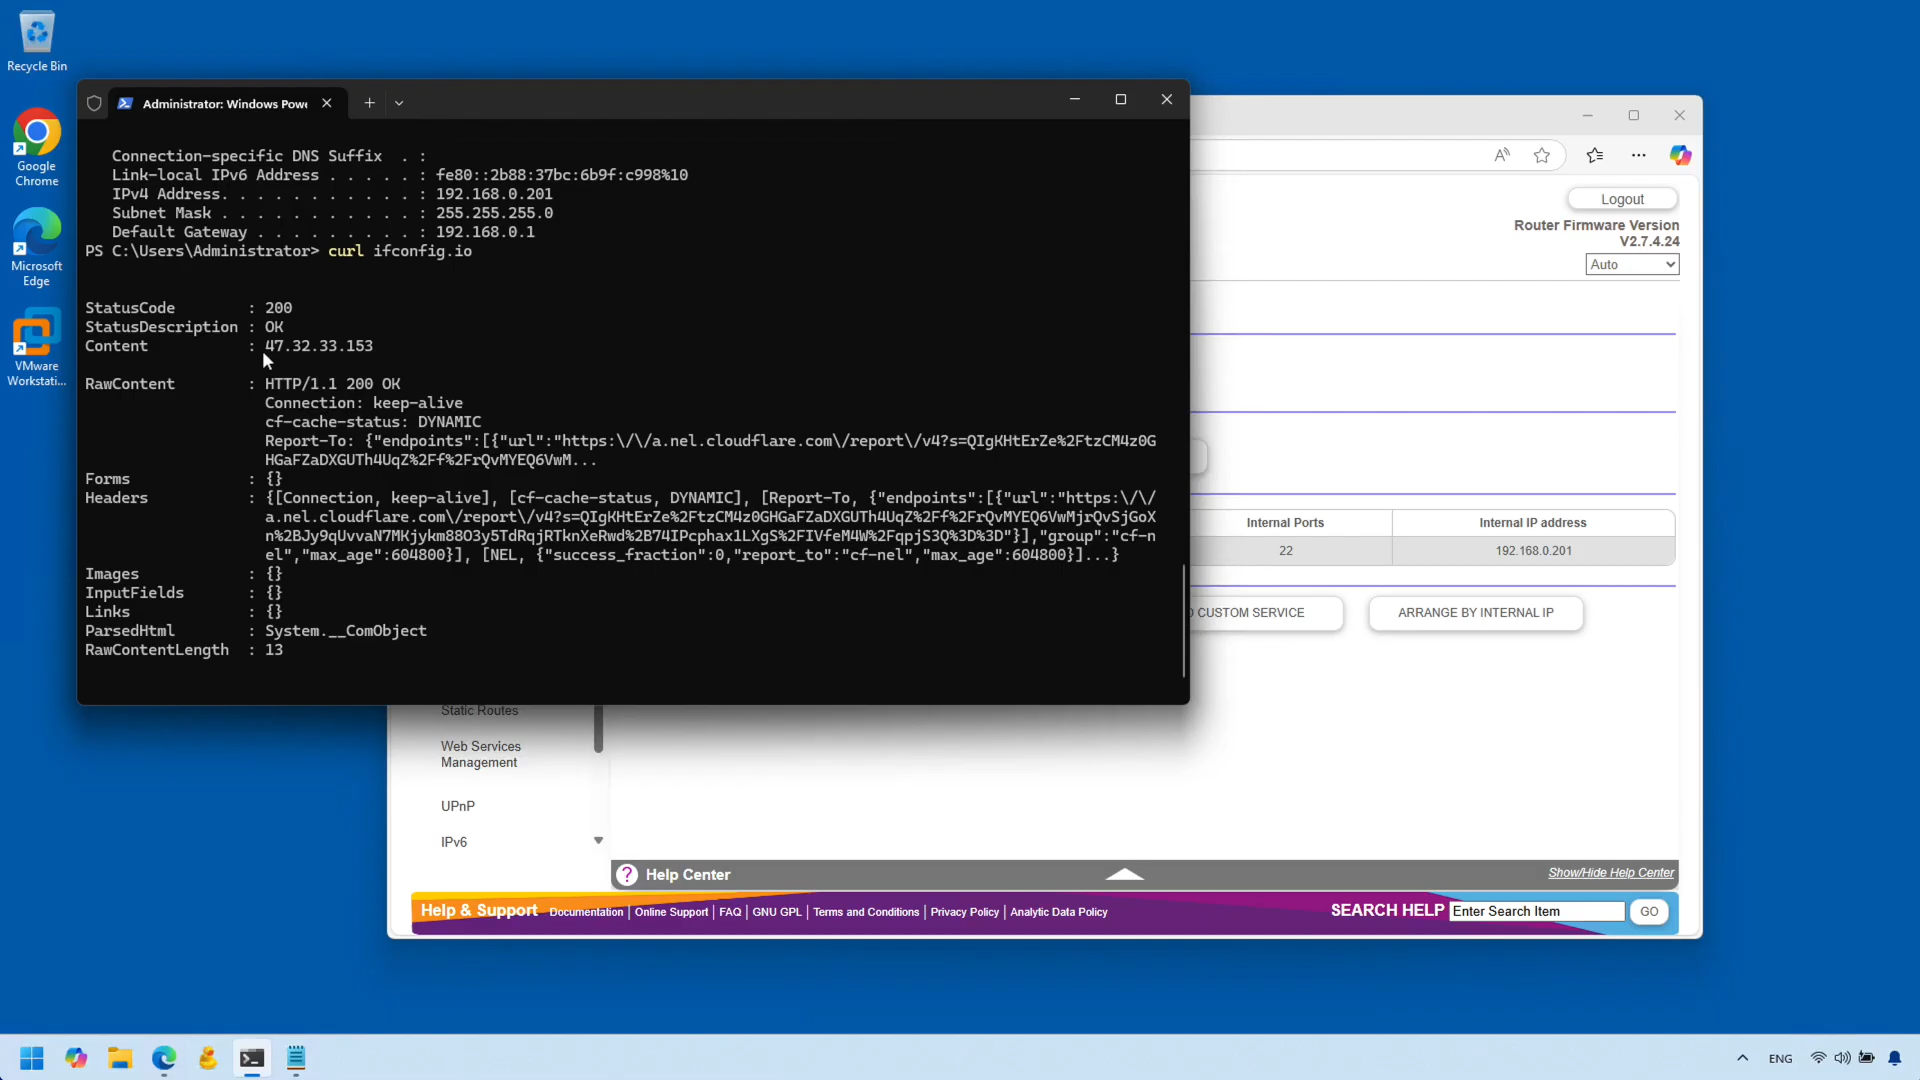 Recycle Bin
Google
Chrome
Microsoft
Edge
VMware
Workstati...
Administrator: Windows Powe
Connection-specific DNS Suffix  . :
Link-local IPv6 Address . . . . . : fe80::2b88:37bc:6b9f:c998%10
IPv4 Address. . . . . . . . . . . : 192.168.0.201
Subnet Mask . . . . . . . . . . . : 255.255.255.0
Default Gateway . . . . . . . . . : 192.168.0.1
PS C:\Users\Administrator> curl ifconfig.io
StatusCode        : 200
StatusDescription : OK
Content           : 47.32.33.153
RawContent        : HTTP/1.1 200 OK
Connection: keep-alive
cf-cache-status: DYNAMIC
Report-To: {"endpoints":[{"url":"https:\/\/a.nel.cloudflare.com\/report\/v4?s=QIgKHtErZe%2FtzCM4z0G
HGaFZaDXGUTh4UqZ%2Ff%2FrQvMYEQ6VwM...
Forms             : {}
Headers           : {[Connection, keep-alive], [cf-cache-status, DYNAMIC], [Report-To, {"endpoints":[{"url":"https:\/\/
a.nel.cloudflare.com\/report\/v4?s=QIgKHtErZe%2FtzCM4z0GHGaFZaDXGUTh4UqZ%2Ff%2FrQvMYEQ6VwMjrQvSjGoX
n%2BJy9qUvvaN7MKjykm88O3y5TdRqjRTknXeRwd%2B74IPcphax1LXgS%2FIVfeM4W%2FqpjS3Q%3D%3D"}],"group":"cf-n
el","max_age":604800}], [NEL, {"success_fraction":0,"report_to":"cf-nel","max_age":604800}]...}
Images            : {}
InputFields       : {}
Links             : {}
ParsedHtml        : System.__ComObject
RawContentLength  : 13
Logout
Router Firmware Version
V2.7.4.24
Auto
Internal Ports
Internal IP address
22
192.168.0.201
CUSTOM SERVICE
ARRANGE BY INTERNAL IP
Static Routes
Web Services
Management
UPnP
IPv6
? Help Center
Show/Hide Help Center
Help & Support
Documentation | Online Support | FAQ | GNU GPL | Terms and Conditions | Privacy Policy | Analytic Data Policy
SEARCH HELP
Enter Search Item
GO
ENG